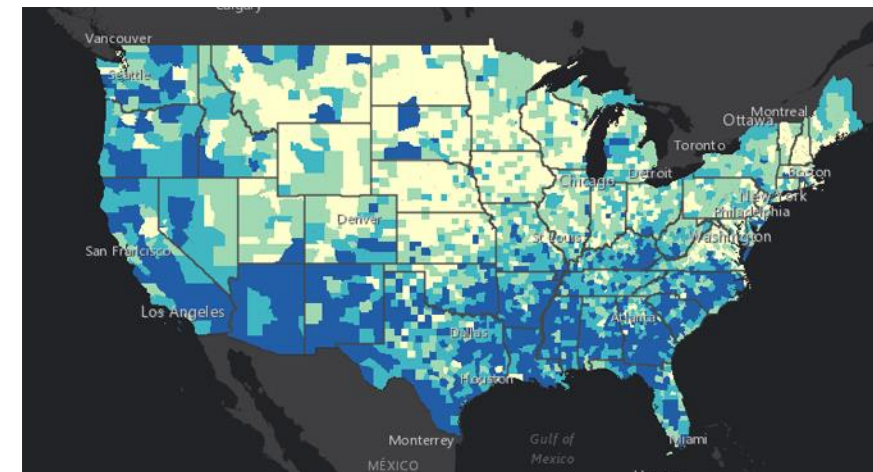 Calgary
Vancouver
Seattle
Montreal
Ottawa
Toronto
Boston
Detroit
Chicago
New York
Philadelphia
Denver
St Louis
Washington
San Francisco
Los Angeles
Atlanta
Dallas
Houston
Monterrey
Gulf of
Mexico
Miami
MÉXICO